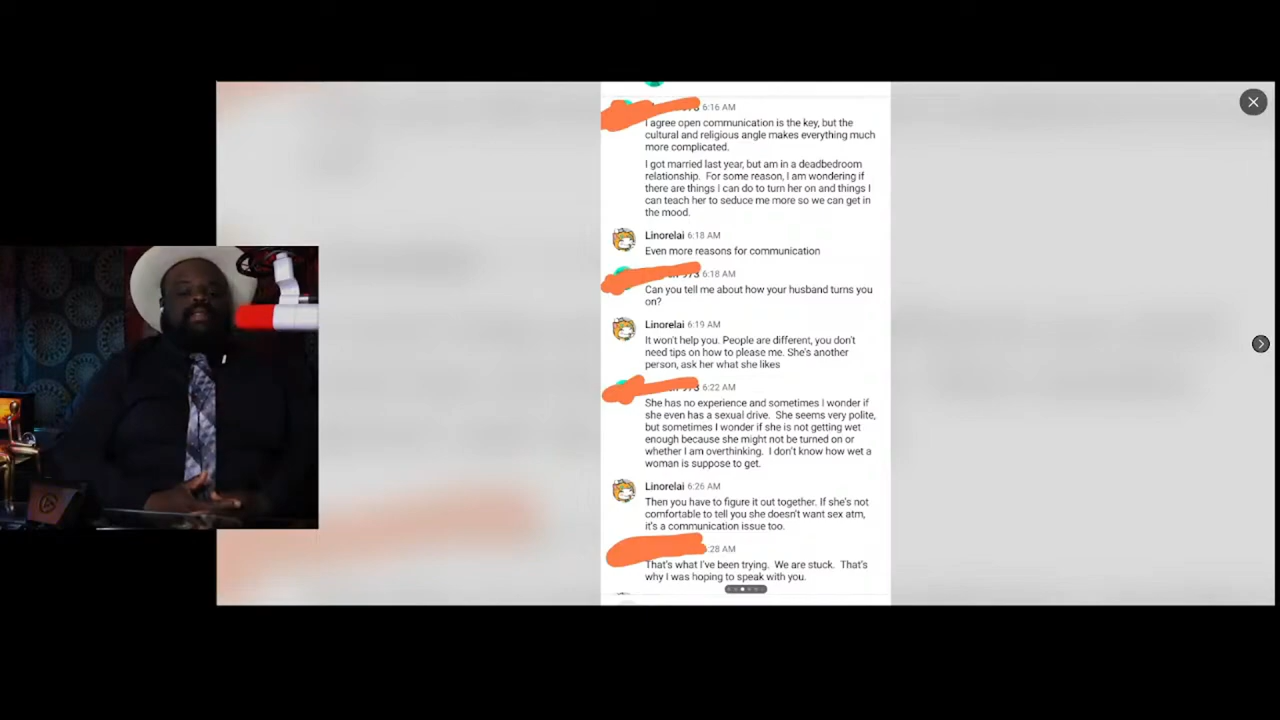 6:16 AM
I agree open communication is the key, but the
cultural and religious angle makes everything much
more complicated.
I got married last year, but am in a deadbedroom
relationship. For some reason, I am wondering if
there are things I can do to turn her on and things I
can teach her to seduce me more so we can get in
the mood.
Linorelai 6:18 AM
Even more reasons for communication
6:18 AM
Can you tell me about how your husband turns you
on?
Linorelai 6:19 AM
It won't help you. People are different, you don't
need tips on how to please me. She's another
person, ask her what she likes
6:22 AM
She has no experience and sometimes I wonder if
she even has a sexual drive. She seems very polite,
but sometimes I wonder if she is not getting wet
enough because she might not be turned on or
whether I am overthinking. I don't know how wet a
woman is suppose to get.
Linorelai 6:26 AM
Then you have to figure it out together. If she's not
comfortable to tell you she doesn't want sex atm,
it's a communication issue too.
:28 AM
That's what I've been trying. We are stuck. That's
why I was hoping to speak with you.